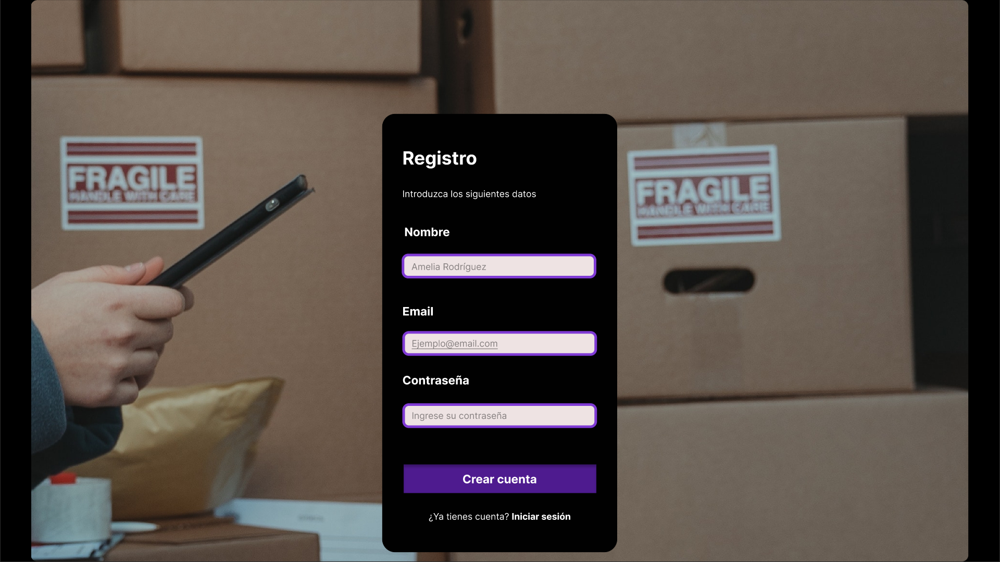 FRAGILE
HANDLE WITH CARE
FRAGILE
HANDLE WITH CARE
Registro
Introduzca los siguientes datos
Nombre
Amelia Rodríguez
Email
Ejemplo@email.com
Contraseña
Ingrese su contraseña
Crear cuenta
¿Ya tienes cuenta? Iniciar sesión